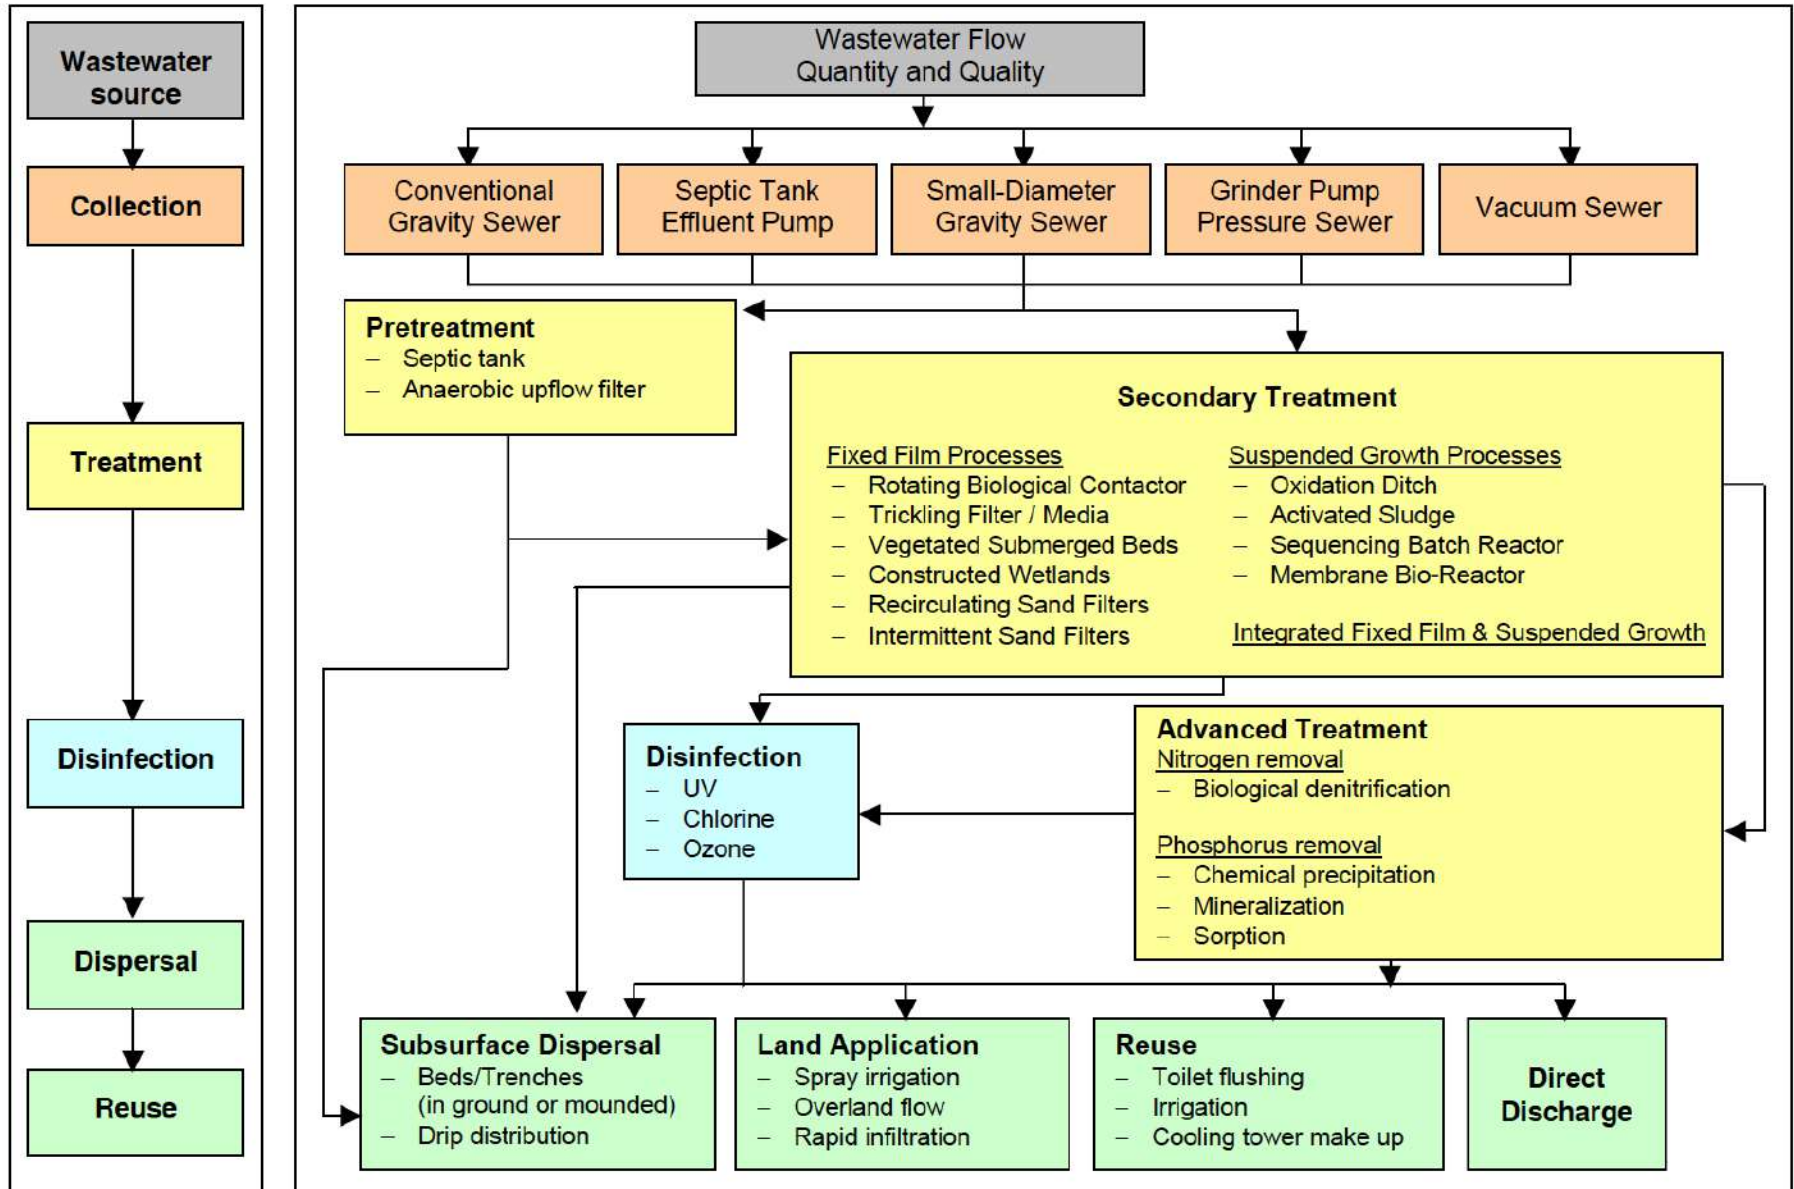 Wastewater
source
Collection
Treatment
Disinfection
Dispersal
Reuse
Wastewater Flow
Quantity and Quality
Conventional
Gravity Sewer
Septic Tank
Effluent Pump
Small-Diameter
Gravity Sewer
Grinder Pump
Pressure Sewer
Vacuum Sewer
Pretreatment
– Septic tank
– Anaerobic upflow filter
Secondary Treatment
Fixed Film Processes
– Rotating Biological Contactor
– Trickling Filter / Media
– Vegetated Submerged Beds
– Constructed Wetlands
– Recirculating Sand Filters
– Intermittent Sand Filters
Suspended Growth Processes
– Oxidation Ditch
– Activated Sludge
– Sequencing Batch Reactor
– Membrane Bio-Reactor
Integrated Fixed Film & Suspended Growth
Disinfection
– UV
– Chlorine
– Ozone
Advanced Treatment
Nitrogen removal
– Biological denitrification
Phosphorus removal
– Chemical precipitation
– Mineralization
– Sorption
Subsurface Dispersal
– Beds/Trenches
(in ground or mounded)
– Drip distribution
Land Application
– Spray irrigation
– Overland flow
– Rapid infiltration
Reuse
– Toilet flushing
– Irrigation
– Cooling tower make up
Direct
Discharge